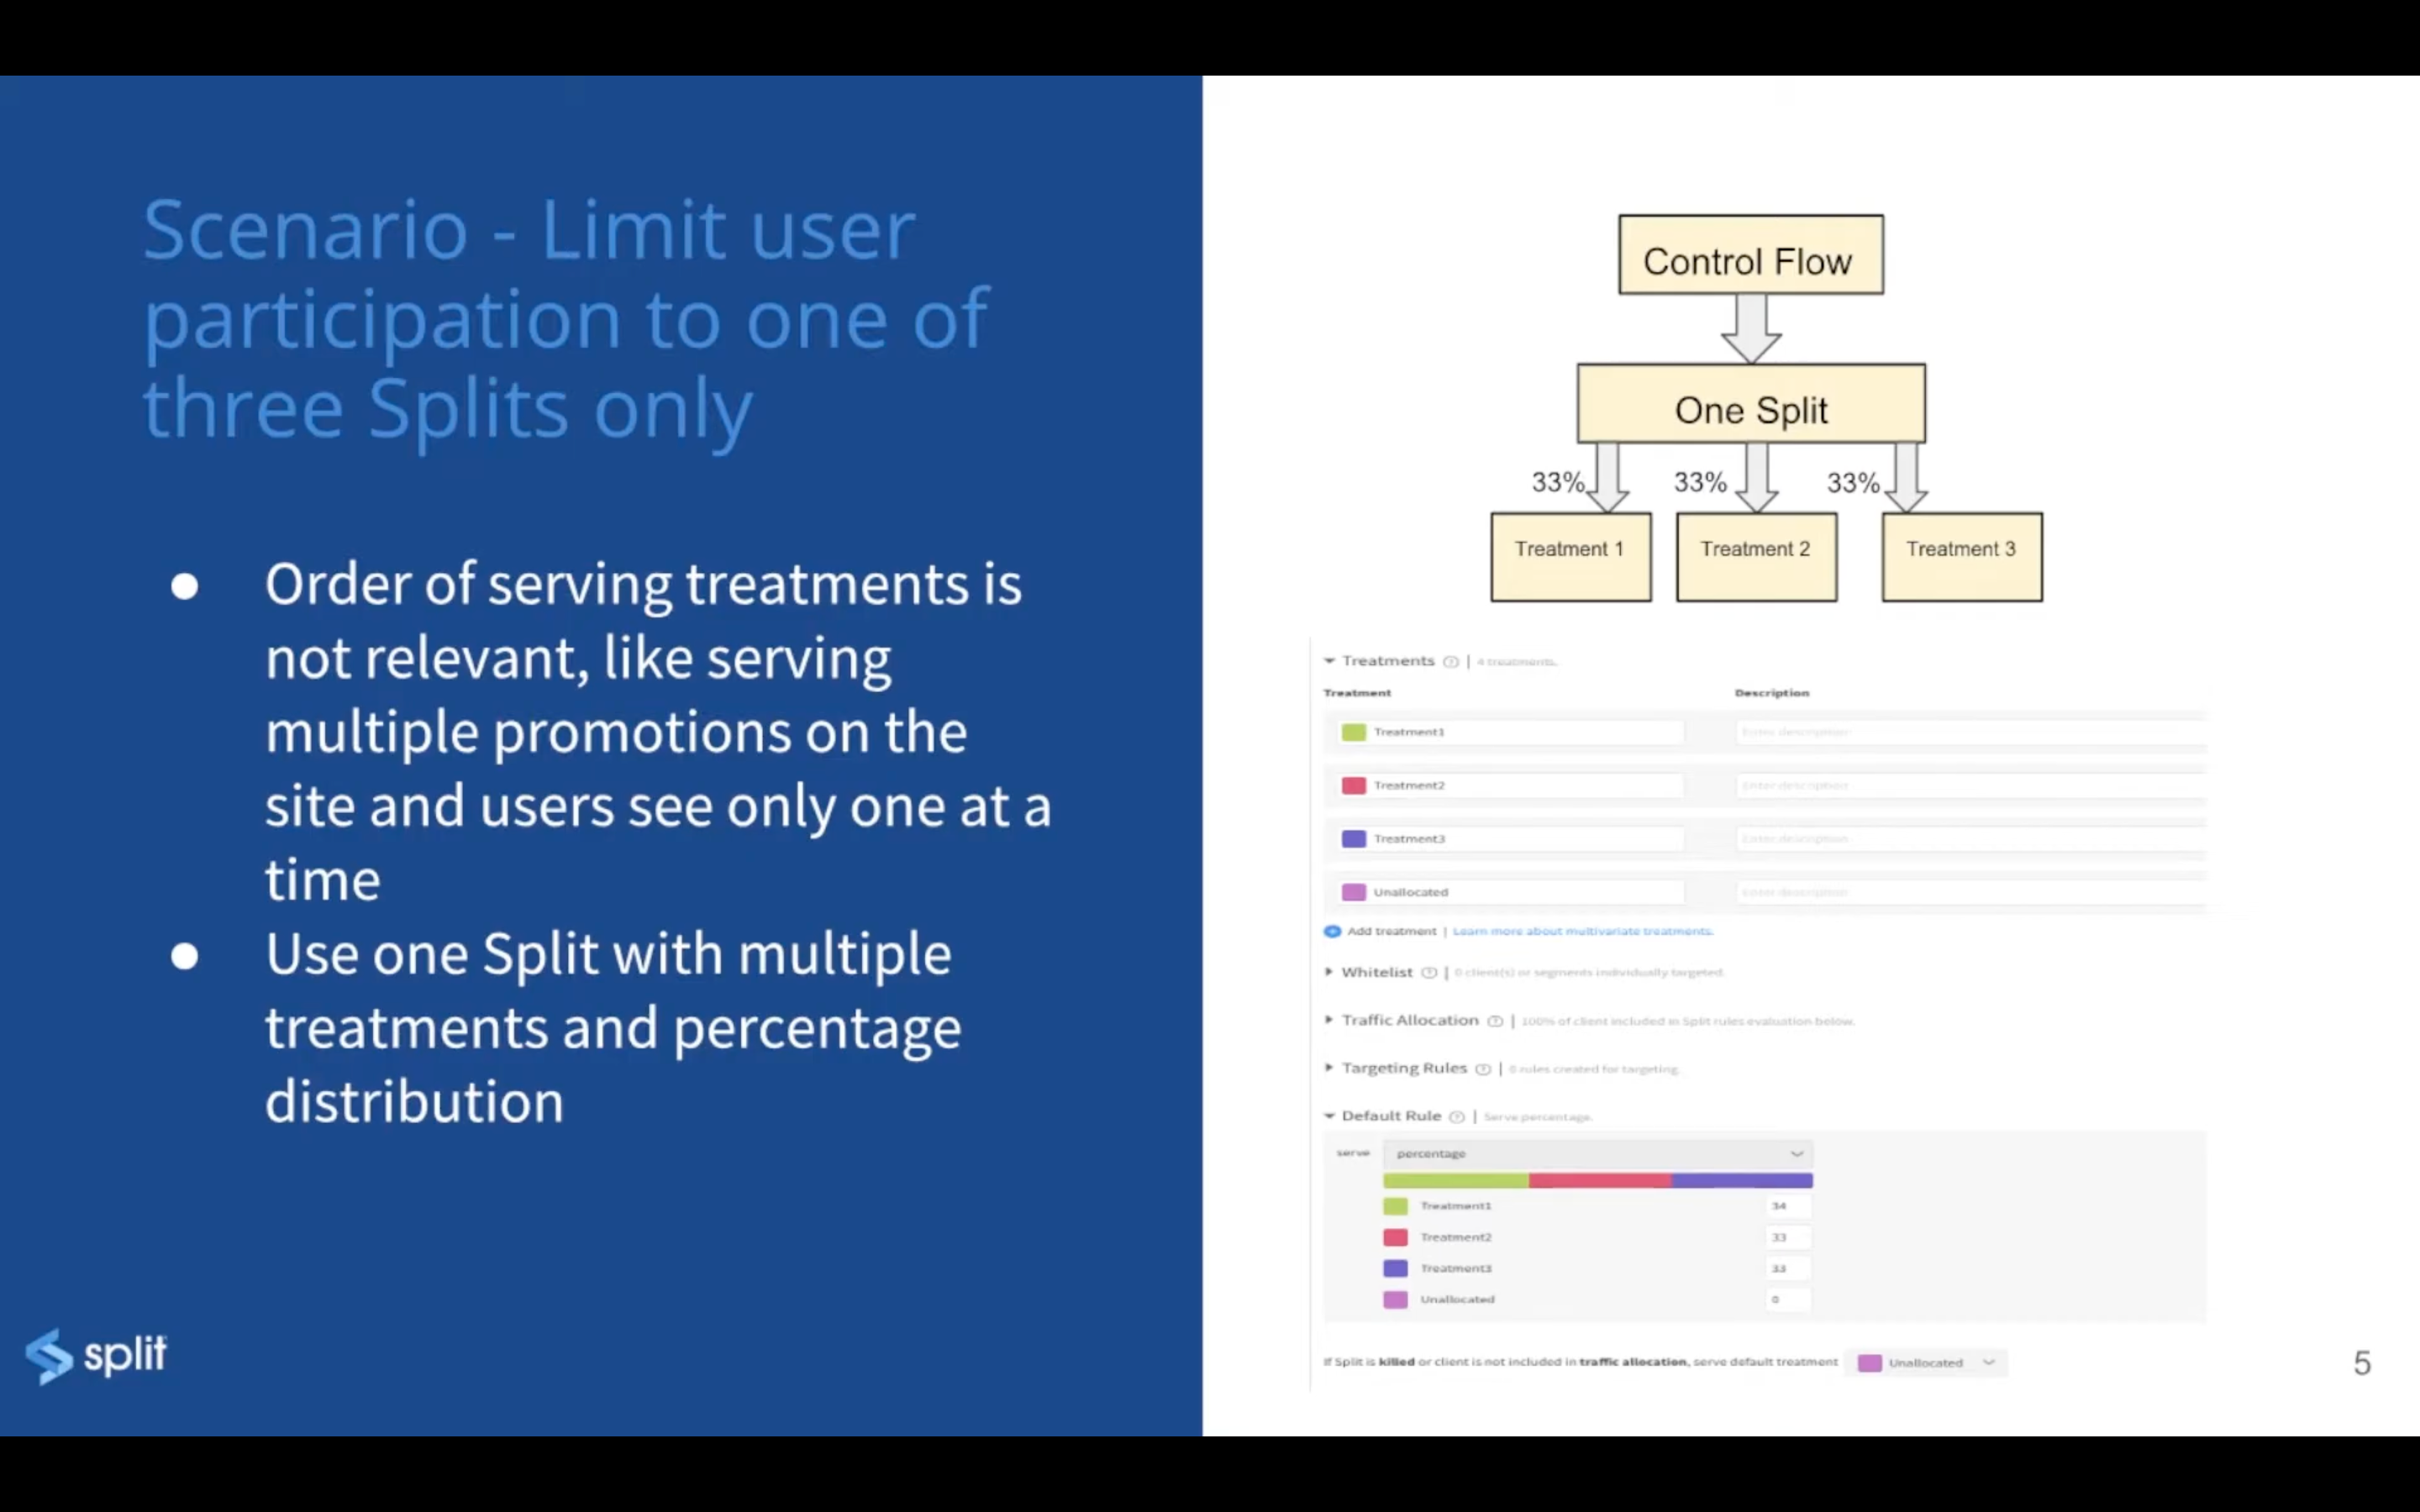 Scenario - Limit user
participation to one of
three Splits only
● Order of serving treatments is
not relevant, like serving
multiple promotions on the
site and users see only one at a
time
● Use one Split with multiple
treatments and percentage
distribution
split
Control Flow
One Split
33% 33% 33%
Treatment 1 Treatment 2 Treatment 3
Treatments ? | 4 treatments.
Treatment Description
Treatment1 Enter description
Treatment2 Enter description
Treatment3 Enter description
Unallocated Enter description
+ Add treatment | Learn more about multivariate treatments.
Whitelist ? | 0 client(s) or segments individually targeted.
Traffic Allocation ? | 100% of client included in Split rules evaluation below.
Targeting Rules ? | 0 rules created for targeting.
Default Rule ? | Serve percentage.
serve percentage
Treatment1 34
Treatment2 33
Treatment3 33
Unallocated 0
If Split is killed or client is not included in traffic allocation, serve default treatment Unallocated
5